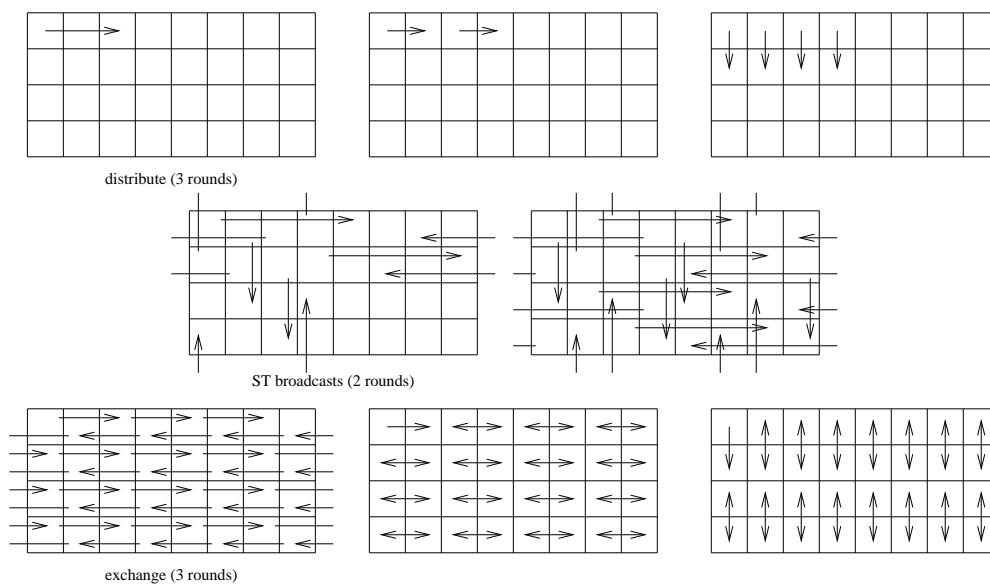 distribute (3 rounds)
ST broadcasts (2 rounds)
exchange (3 rounds)